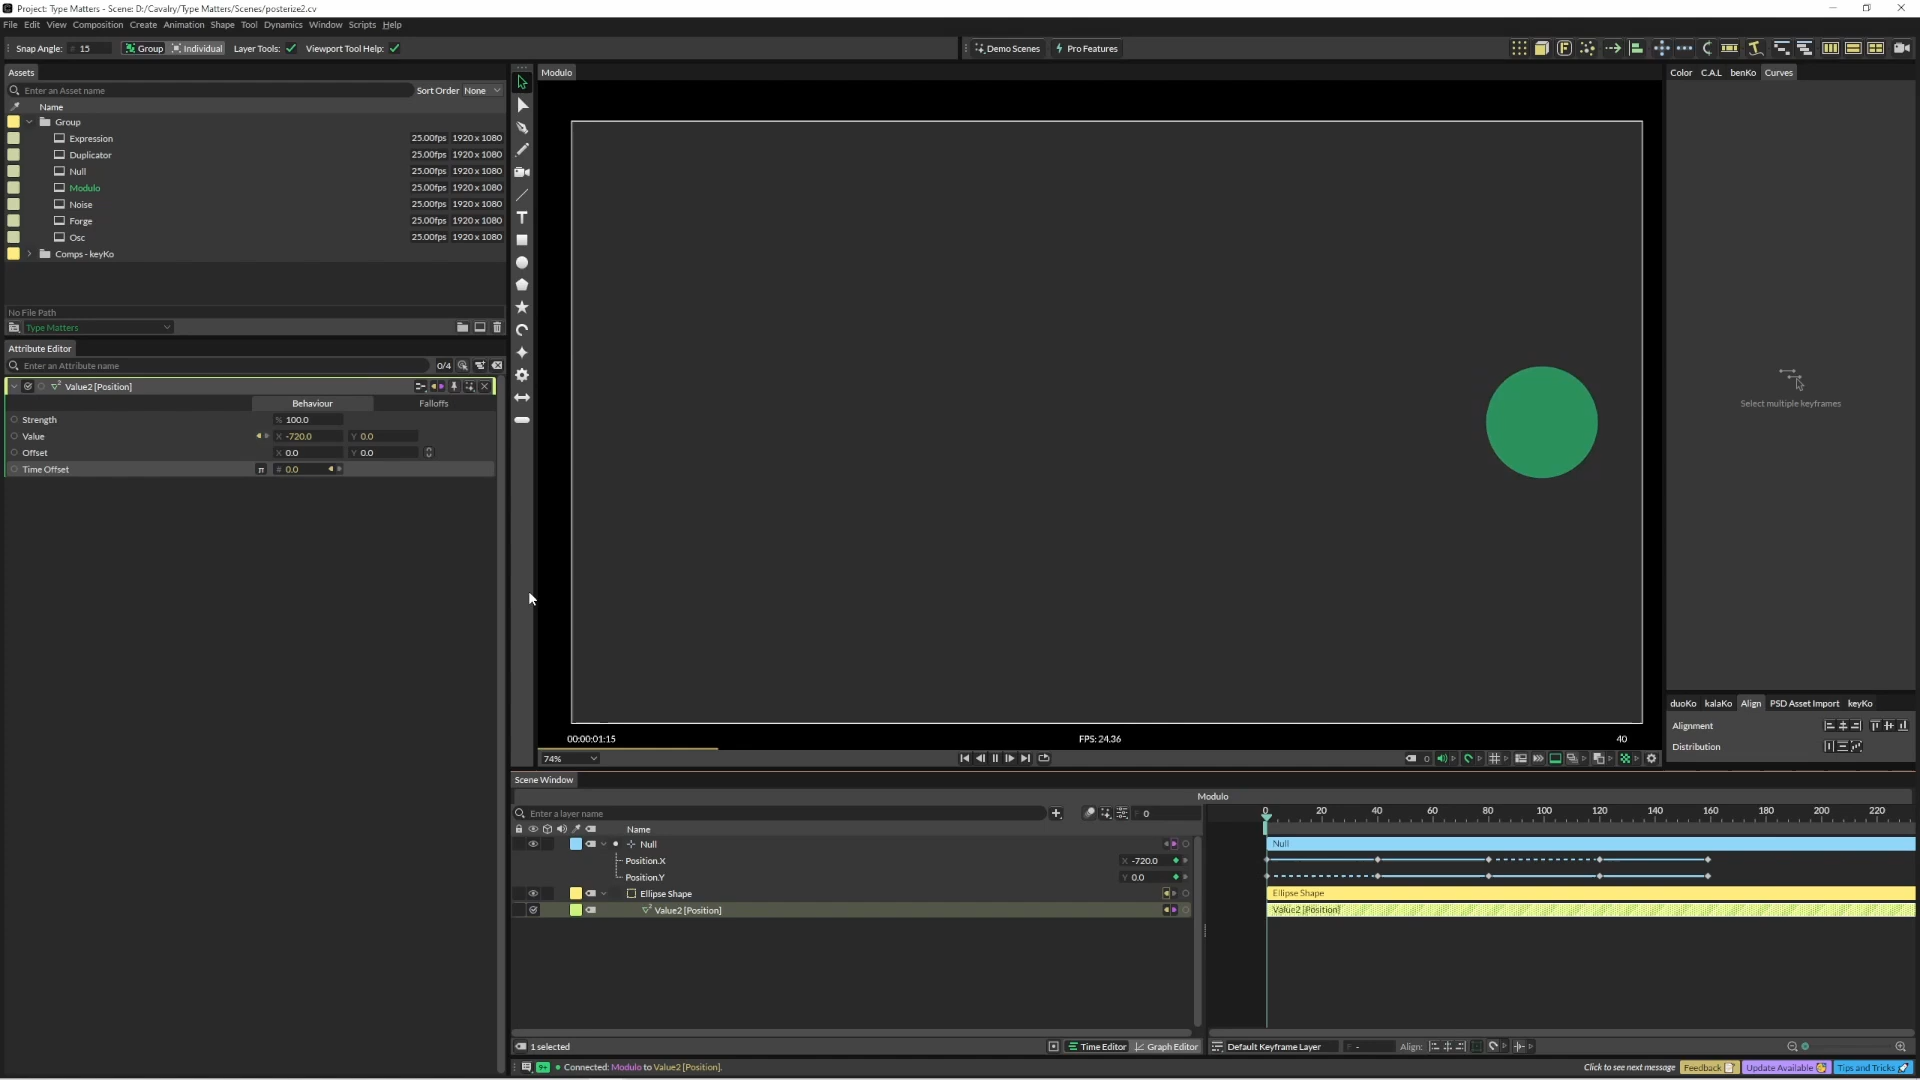 Project: Type Matters - Scene: D:/Cavalry/Type Matters/Scenes/posterize2.cv
File Edit View Composition Create Animation Shape Tool Dynamics Window Scripts Help
Snap Angle: # 15 Group Individual Layer Tools: Viewport Tool Help: Demo Scenes Pro Features
Assets
Enter an Asset name Sort Order None
Name
Group
Expression 25.00fps 1920 x 1080
Duplicator 25.00fps 1920 x 1080
Null 25.00fps 1920 x 1080
Modulo 25.00fps 1920 x 1080
Noise 25.00fps 1920 x 1080
Forge 25.00fps 1920 x 1080
Osc 25.00fps 1920 x 1080
Comps - keyKo
No File Path
Type Matters
Attribute Editor
Enter an Attribute name 0/4
Value2 [Position]
Behaviour Falloffs
Strength % 100.0
Value X -720.0 Y 0.0
Offset X 0.0 Y 0.0
Time Offset # 0.0
Modulo
00:00:01:15 FPS: 24.36 40
74% 0
Color C.A.L benKo Curves
Select multiple keyframes
duoKo kalaKo Align PSD Asset Import keyKo
Alignment
Distribution
Scene Window
Modulo
Enter a layer name F 0
0 20 40 60 80 100 120 140 160 180 200 220
Name
Null
Position.X X -720.0
Position.Y Y 0.0
Ellipse Shape
Value2 [Position]
Null
Ellipse Shape
Value2 [Position]
1 selected Time Editor Graph Editor Default Keyframe Layer F - Align:
9+ Connected: Modulo to Value2 [Position]. Click to see next message Feedback Update Available Tips and Tricks